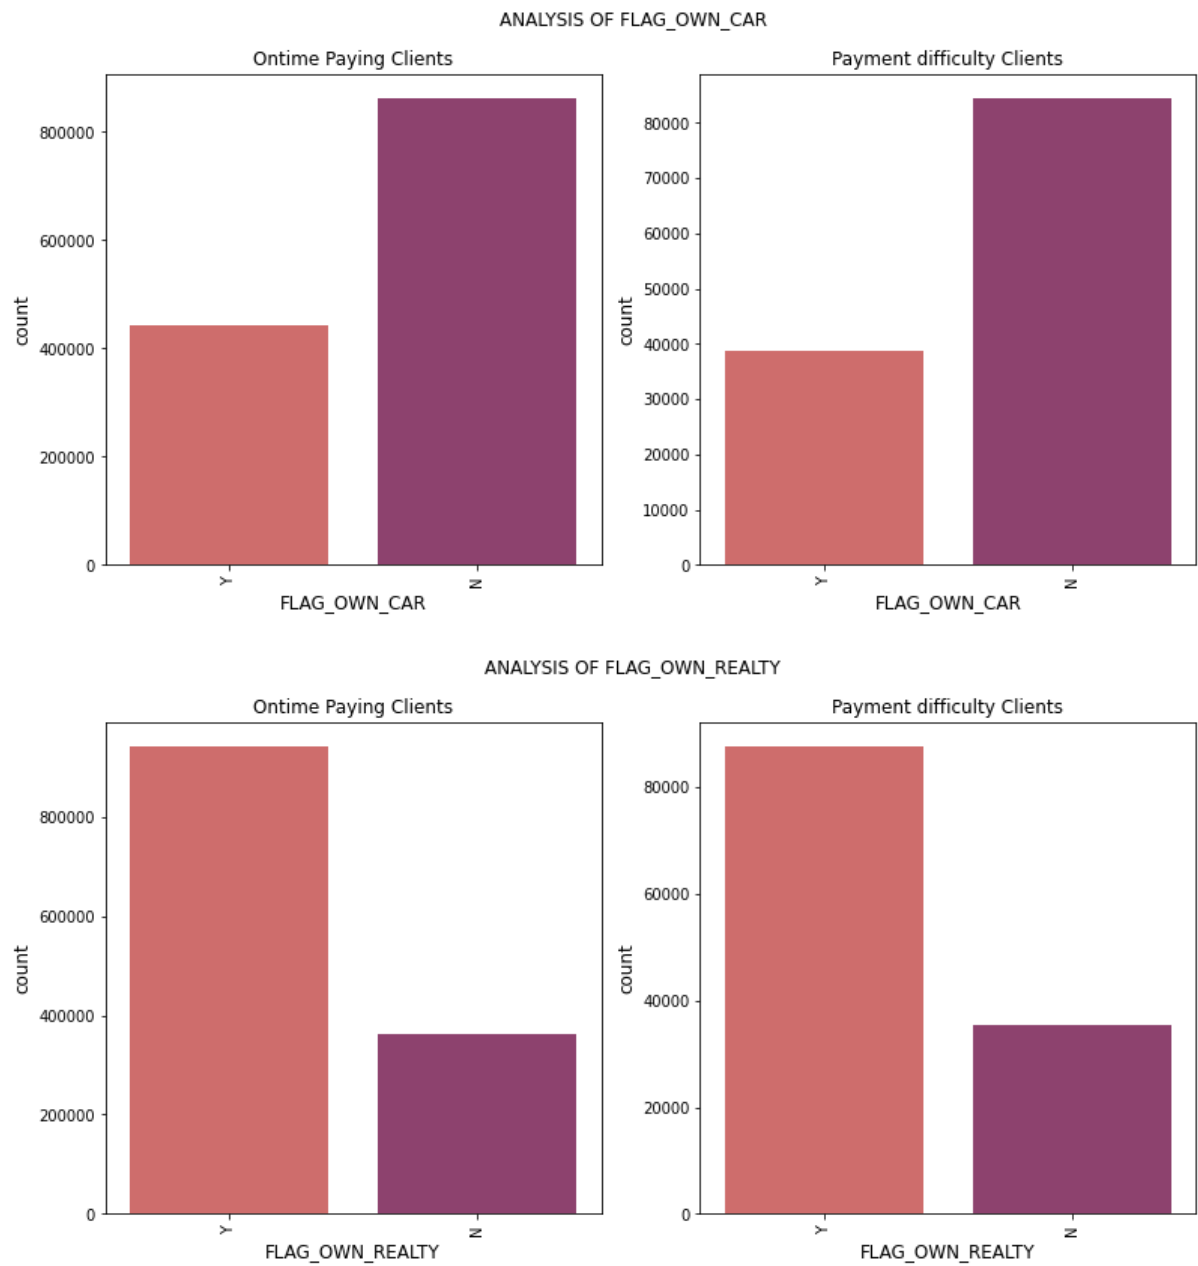 ANALYSIS OF FLAG_OWN_CAR
Ontime Paying Clients
800000
600000
400000
200000
0
count
Y
N
FLAG_OWN_CAR
Payment difficulty Clients
80000
70000
60000
50000
40000
30000
20000
10000
0
count
Y
N
FLAG_OWN_CAR
ANALYSIS OF FLAG_OWN_REALTY
Ontime Paying Clients
800000
600000
400000
200000
0
count
Y
N
FLAG_OWN_REALTY
Payment difficulty Clients
80000
60000
40000
20000
0
count
Y
N
FLAG_OWN_REALTY